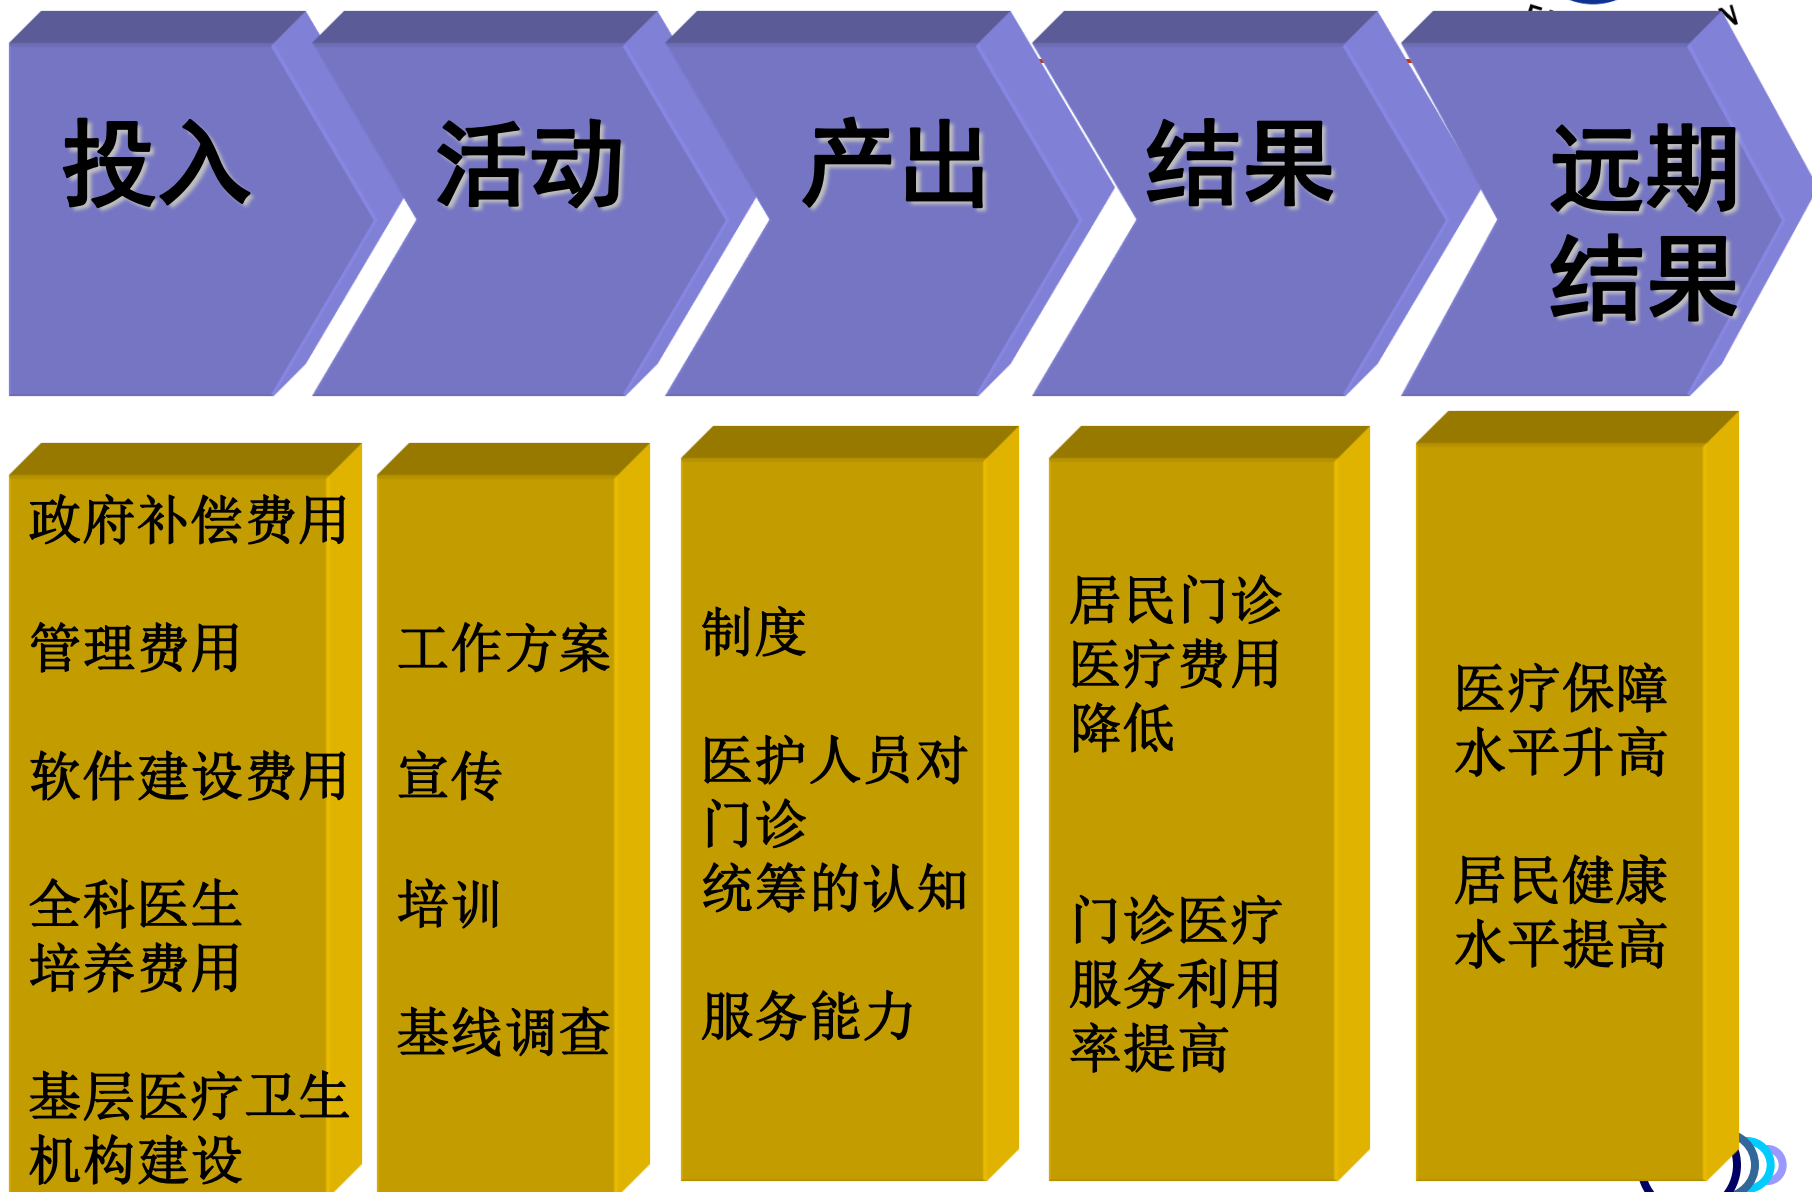 投入
活动
产出
结果
远期
结果
政府补偿费用
管理费用
软件建设费用
全科医生
培养费用
基层医疗卫生
机构建设
工作方案
宣传
培训
基线调查
制度
医护人员对
门诊
统筹的认知
服务能力
居民门诊
医疗费用
降低
门诊医疗
服务利用
率提高
医疗保障
水平升高
居民健康
水平提高